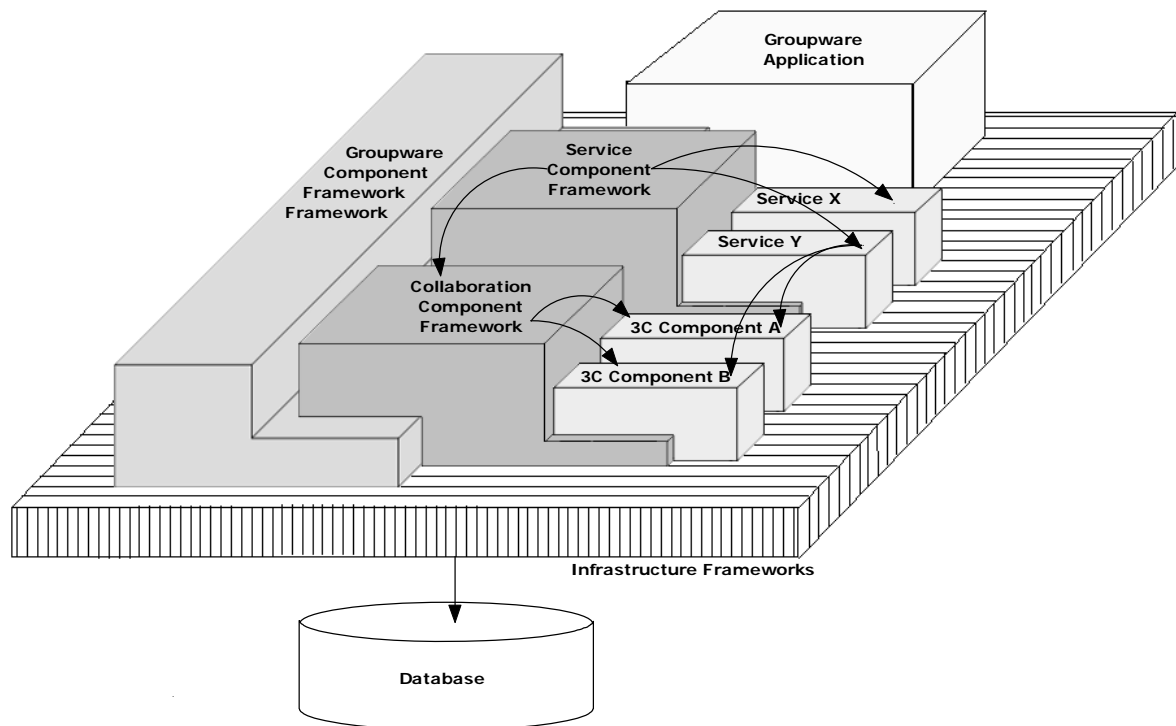 Groupware
Application
Groupware
Component
Framework
Framework
Service
Component
Framework
Service X
Service Y
Collaboration
Component
Framework
3C Component A
3C Component B
Infrastructure Frameworks
Database